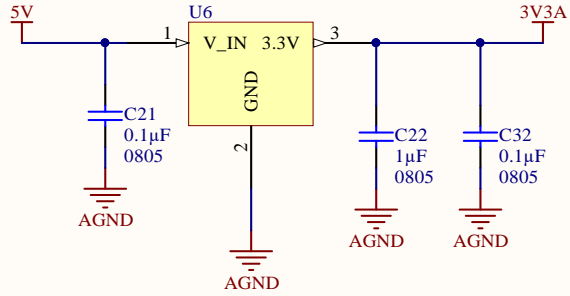 5V
U6
3V3A
1
V_IN
3.3V
3
GND
2
C21
0.1µF
0805
C22
1µF
0805
C32
0.1µF
0805
AGND
AGND
AGND
AGND